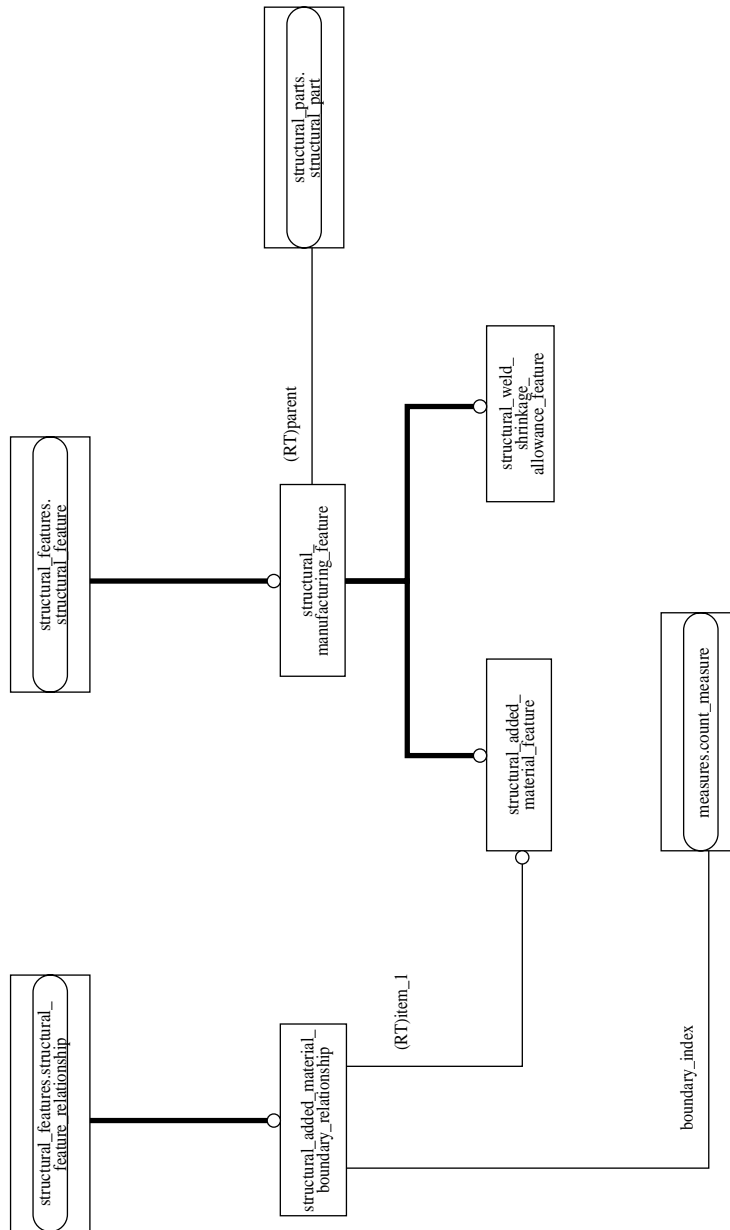 structural_parts.
structural_part
(RT)parent
structural_features.
structural_feature
structural_
manufacturing_feature
structural_weld_
shrinkage_
allowance_feature
structural_added_
material_feature
measures.count_measure
structural_features.structural_
feature_relationship
structural_added_material_
boundary_relationship
(RT)item_1
boundary_index